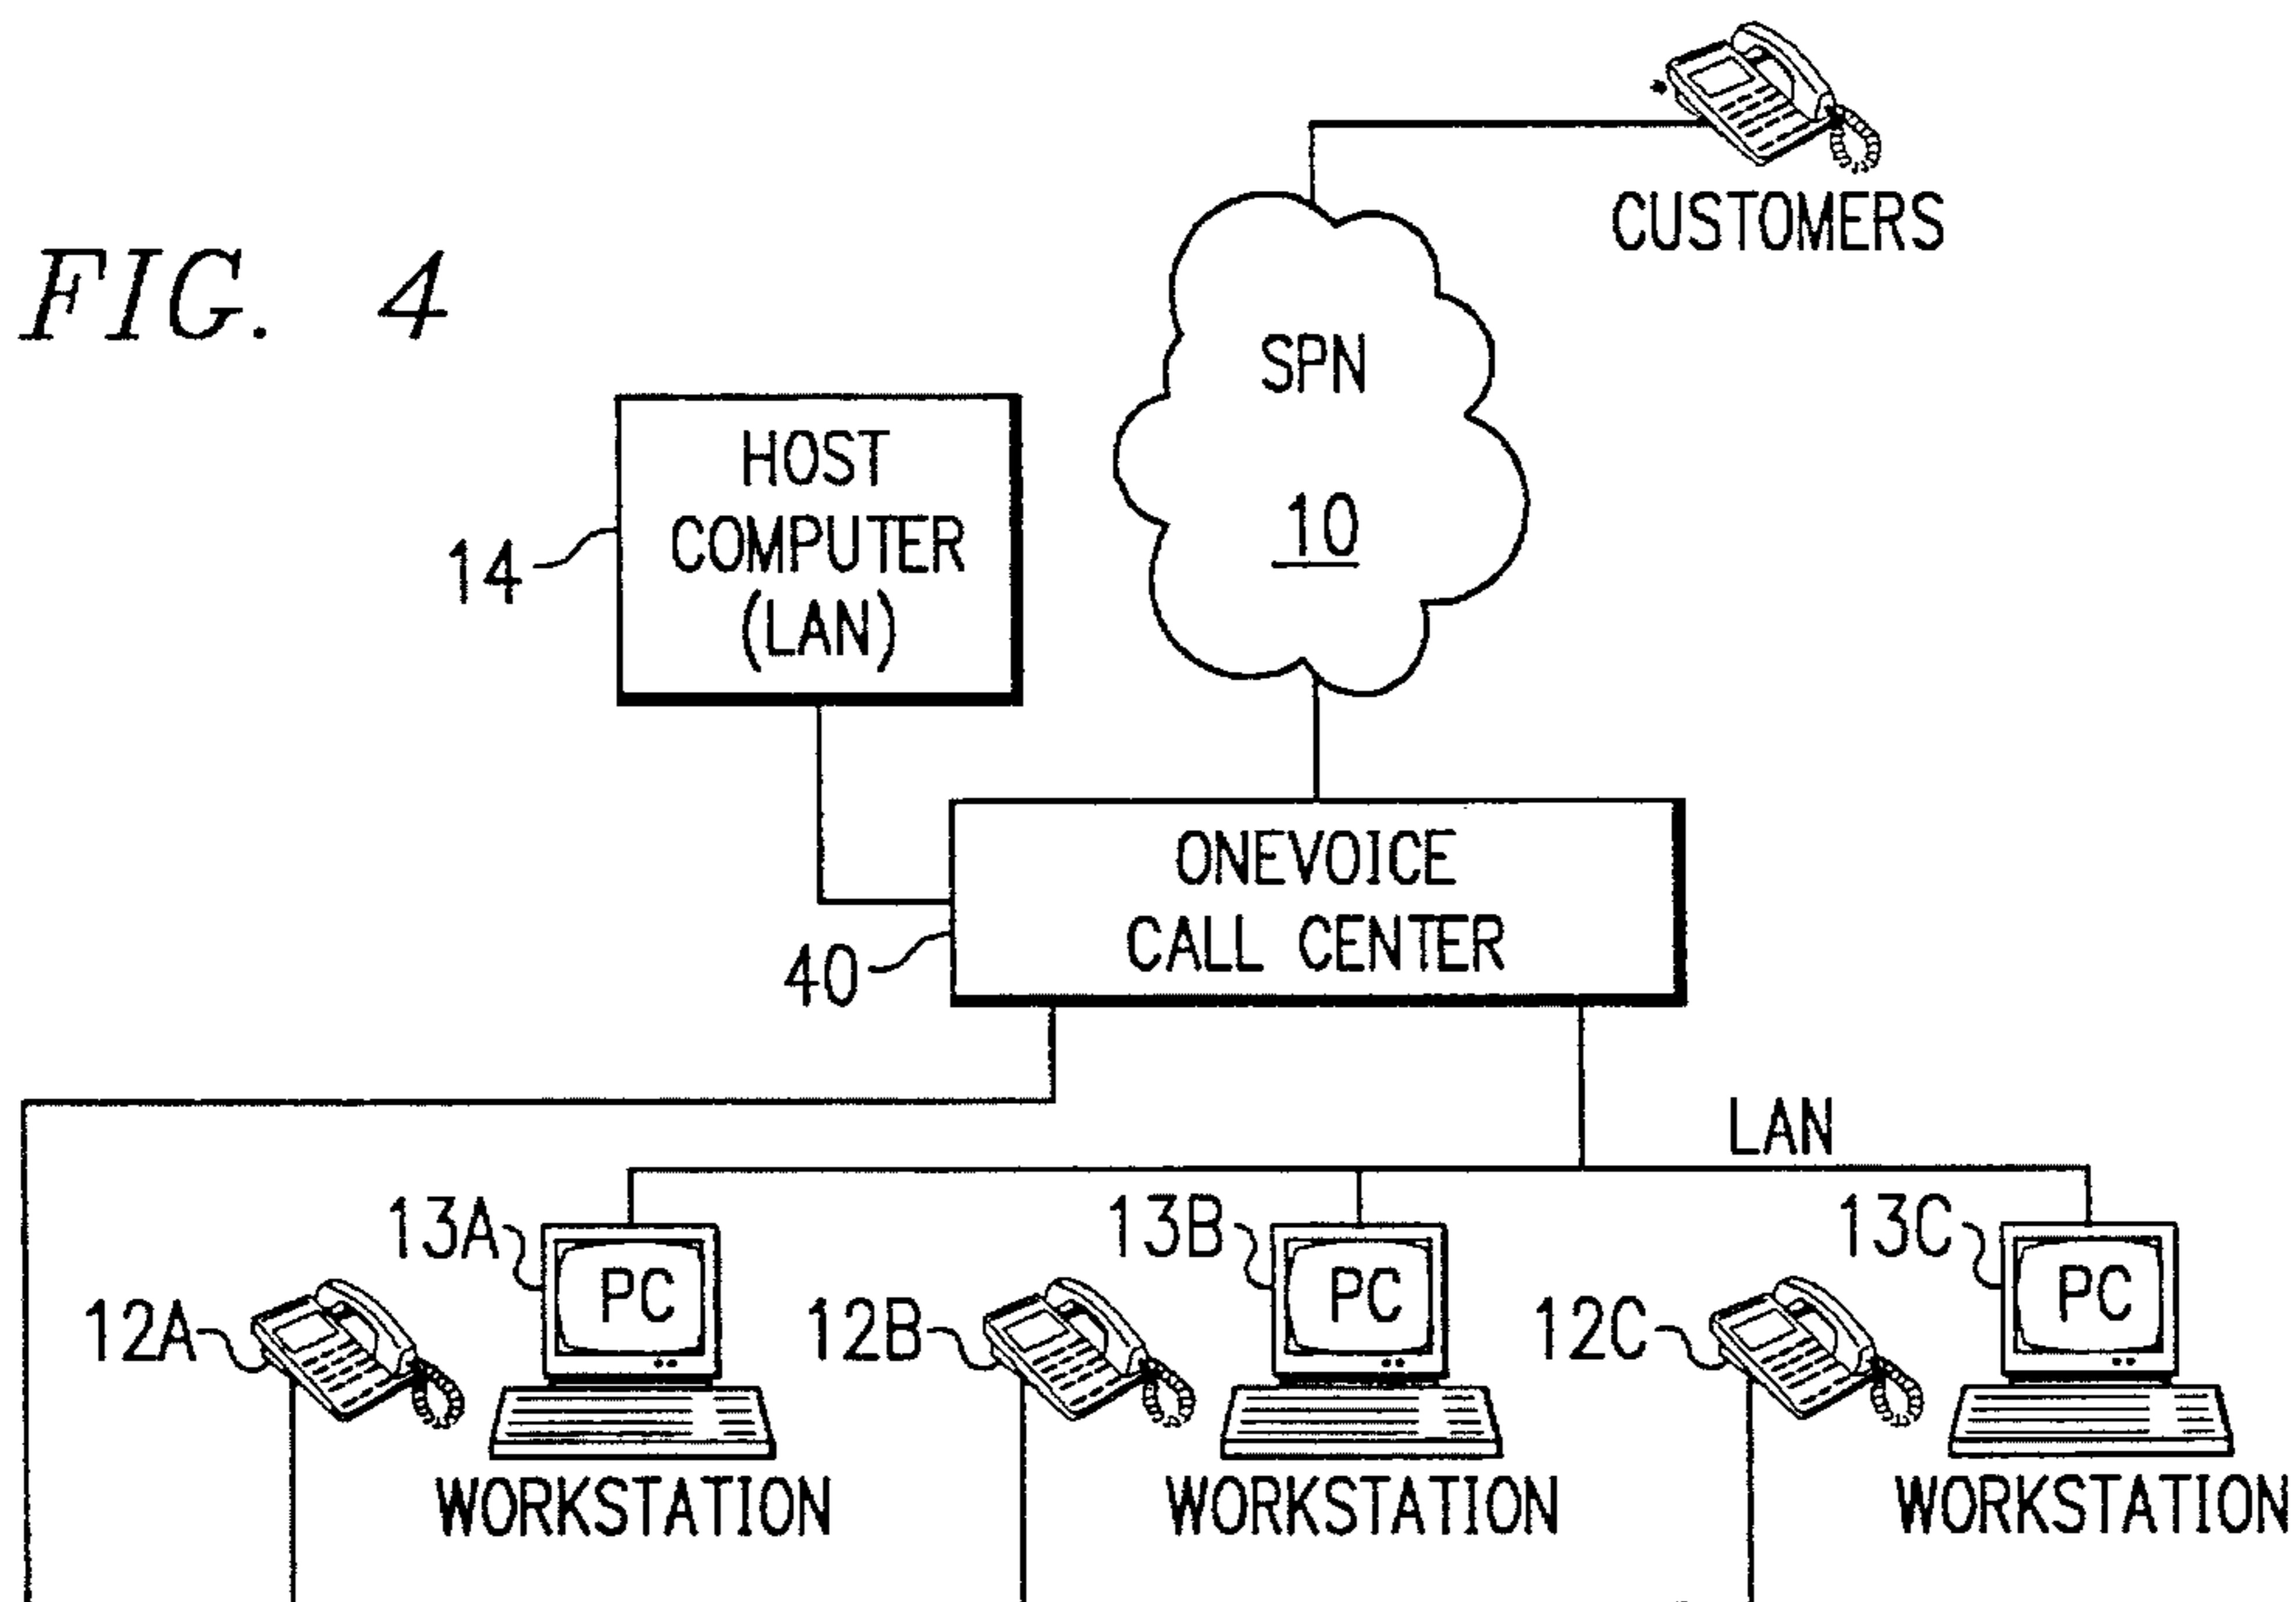 CUSTOMERS
FIG. 4
SPN
10
HOST
COMPUTER
(LAN)
14
ONEVOICE
CALL CENTER
40
LAN
13A
PC
13B
PC
13C
PC
12A
12B
12C
WORKSTATION
WORKSTATION
WORKSTATION